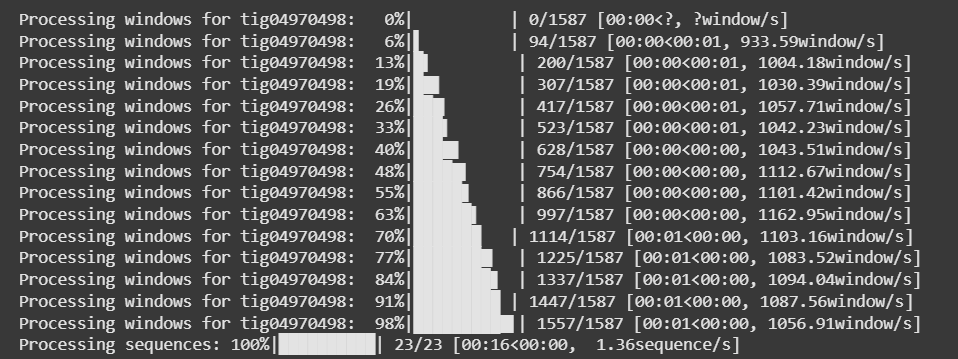 Processing windows for tig04970498:   0%|          | 0/1587 [00:00<?, ?window/s]
Processing windows for tig04970498:   6%|▌         | 94/1587 [00:00<00:01, 933.59window/s]
Processing windows for tig04970498:  13%|█▎        | 200/1587 [00:00<00:01, 1004.18window/s]
Processing windows for tig04970498:  19%|█▉        | 307/1587 [00:00<00:01, 1030.39window/s]
Processing windows for tig04970498:  26%|██▋       | 417/1587 [00:00<00:01, 1057.71window/s]
Processing windows for tig04970498:  33%|███▎      | 523/1587 [00:00<00:01, 1042.23window/s]
Processing windows for tig04970498:  40%|███▉      | 628/1587 [00:00<00:00, 1043.51window/s]
Processing windows for tig04970498:  48%|████▊     | 754/1587 [00:00<00:00, 1112.67window/s]
Processing windows for tig04970498:  55%|█████▍    | 866/1587 [00:00<00:00, 1101.42window/s]
Processing windows for tig04970498:  63%|██████▎   | 997/1587 [00:00<00:00, 1162.95window/s]
Processing windows for tig04970498:  70%|███████   | 1114/1587 [00:01<00:00, 1103.16window/s]
Processing windows for tig04970498:  77%|███████▋  | 1225/1587 [00:01<00:00, 1083.52window/s]
Processing windows for tig04970498:  84%|████████▍ | 1337/1587 [00:01<00:00, 1094.04window/s]
Processing windows for tig04970498:  91%|█████████ | 1447/1587 [00:01<00:00, 1087.56window/s]
Processing windows for tig04970498:  98%|█████████▊| 1557/1587 [00:01<00:00, 1056.91window/s]
Processing sequences: 100%|██████████| 23/23 [00:16<00:00,  1.36sequence/s]